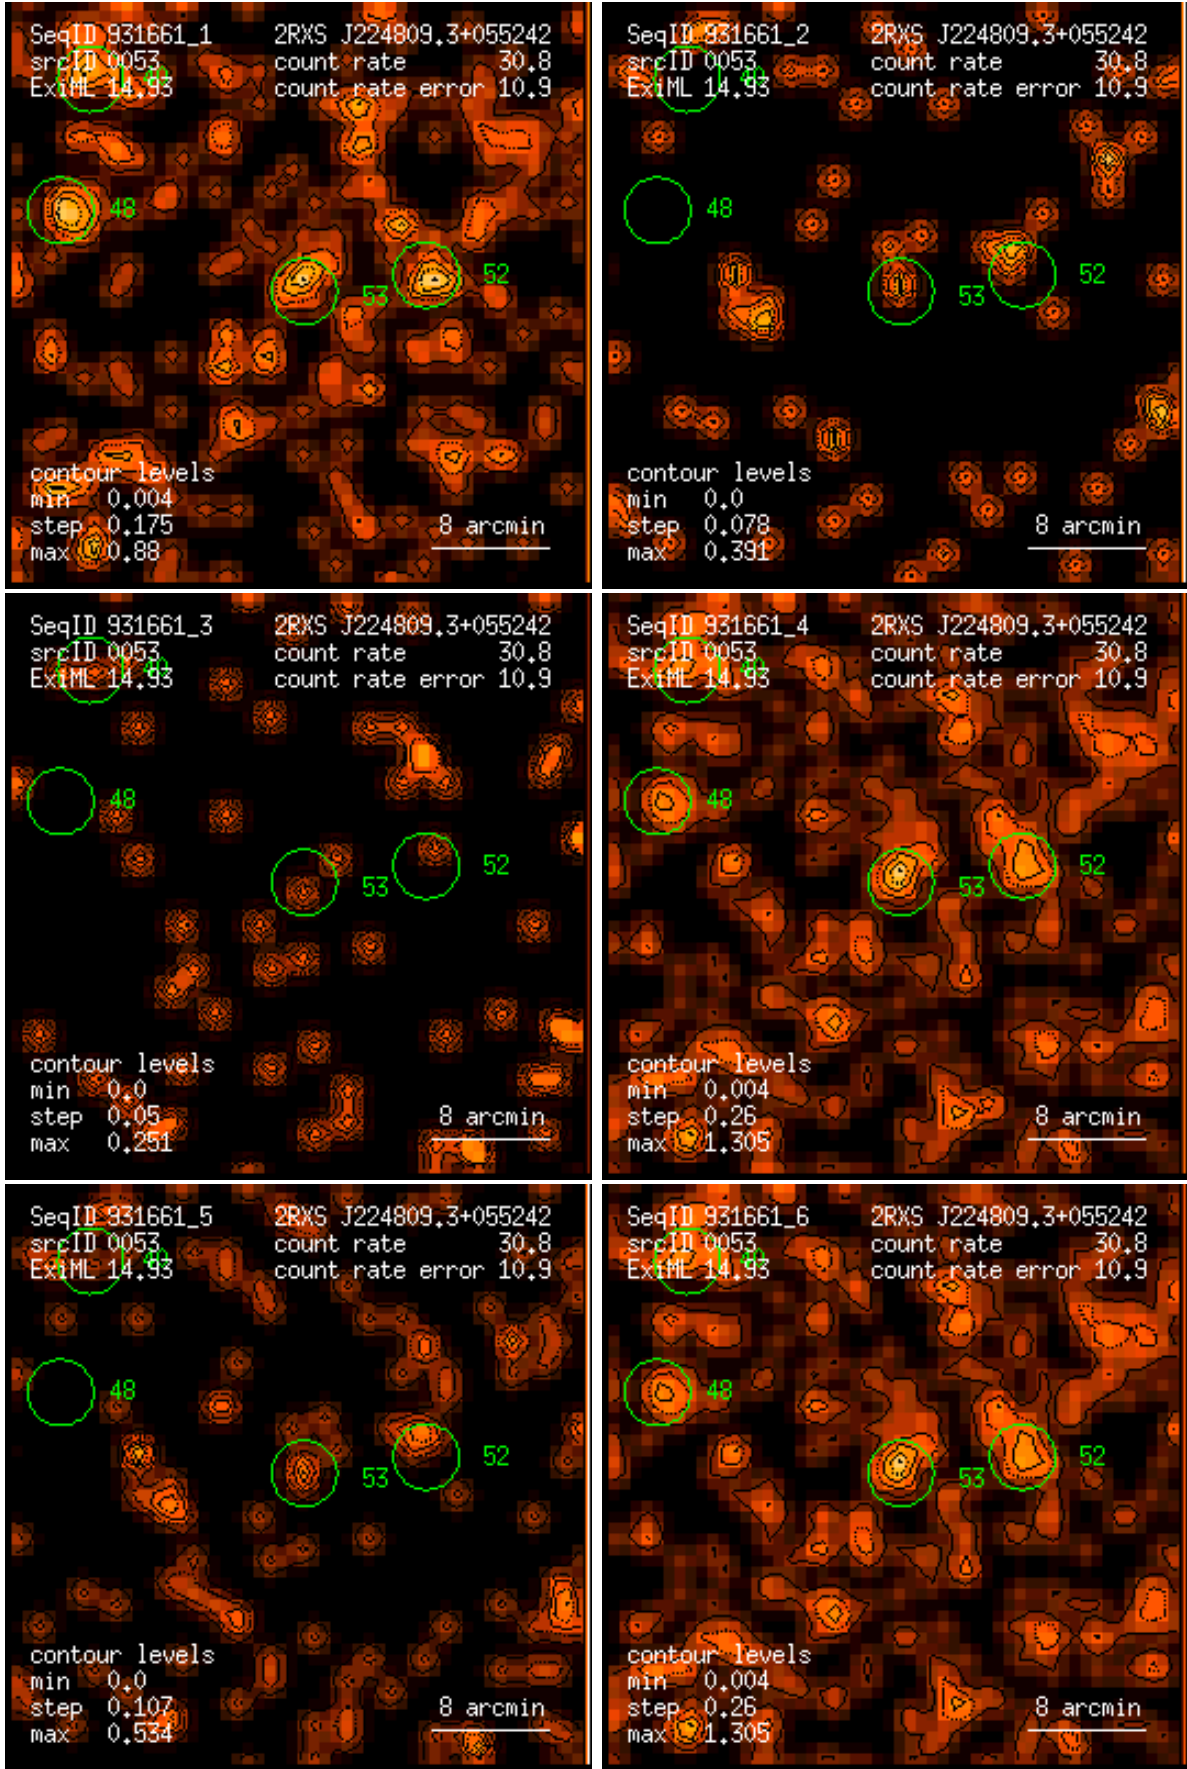 SeqID 931661_1 2RXS J224809.3+055242
srcID 0053 count rate 30.8
ExiML 14.93 count rate error 10.9
48
52
53
contour levels
min 0.004
step 0.175
max 0.88
8 arcmin
SeqID 931661_2 2RXS J224809.3+055242
srcID 0053 count rate 30.8
ExiML 14.93 count rate error 10.9
48
52
53
contour levels
min 0.0
step 0.078
max 0.391
8 arcmin
SeqID 931661_3 2RXS J224809.3+055242
srcID 0053 count rate 30.8
ExiML 14.93 count rate error 10.9
48
52
53
contour levels
min 0.0
step 0.05
max 0.251
8 arcmin
SeqID 931661_4 2RXS J224809.3+055242
srcID 0053 count rate 30.8
ExiML 14.93 count rate error 10.9
48
52
53
contour levels
min 0.004
step 0.26
max 1.305
8 arcmin
SeqID 931661_5 2RXS J224809.3+055242
srcID 0053 count rate 30.8
ExiML 14.93 count rate error 10.9
48
52
53
contour levels
min 0.0
step 0.107
max 0.534
8 arcmin
SeqID 931661_6 2RXS J224809.3+055242
srcID 0053 count rate 30.8
ExiML 14.93 count rate error 10.9
48
52
53
contour levels
min 0.004
step 0.26
max 1.305
8 arcmin